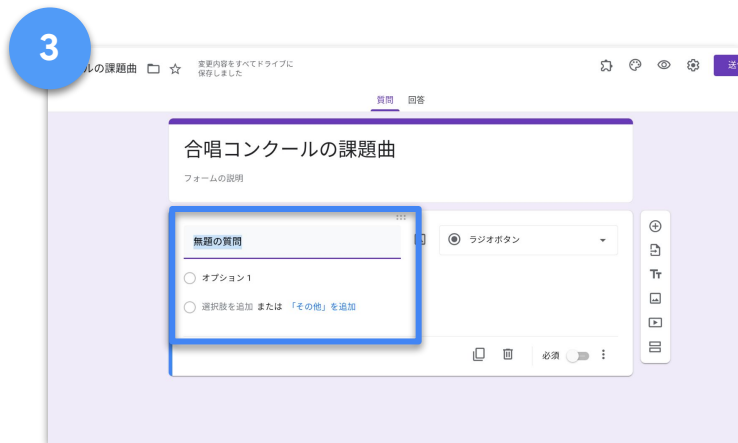 3
ルの課題曲
変更内容をすべてドライブに
保存しました
送
質問 回答
合唱コンクールの課題曲
フォームの説明
無題の質問
ラジオボタン
オプション 1
選択肢を追加 または 「その他」を追加
Tт
必須